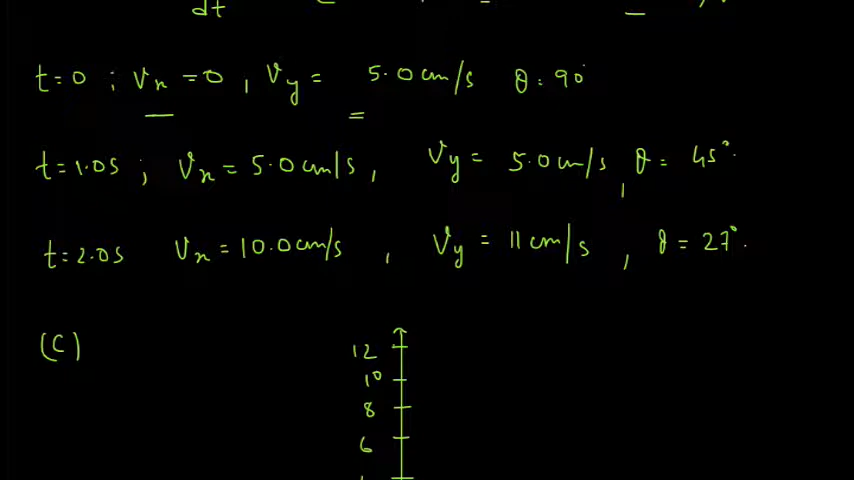 dt
t=0 ; Vx =0 , Vy = 5.0 cm/s θ = 90°
t=1.0s ; Vx = 5.0 cm/s , Vy = 5.0 cm/s , θ = 45°.
t=2.0s Vx = 10.0 cm/s , Vy = 11 cm/s , θ = 27°.
(C)
12
10
8
6